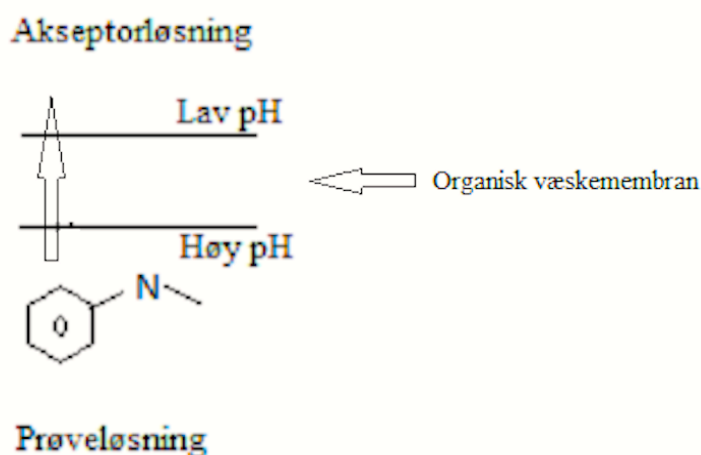 Akseptorløsning
Lav pH
Organisk væskemembran
Høy pH
N
Prøveløsning